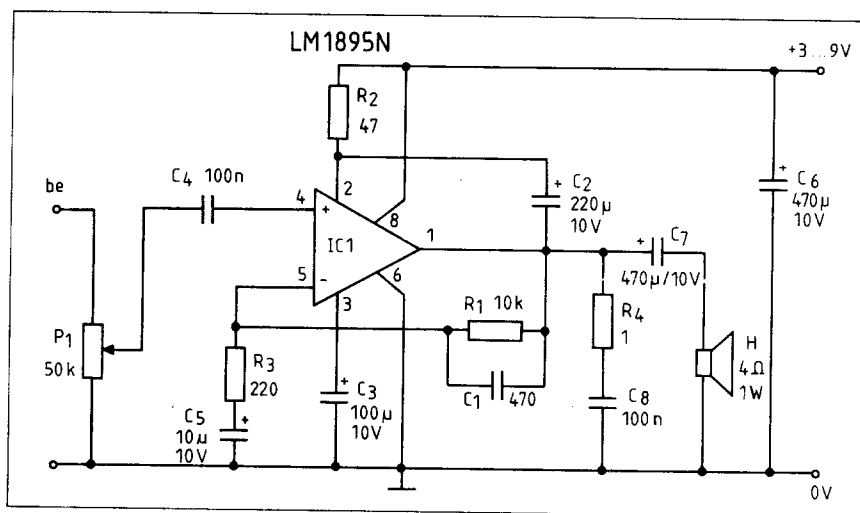 LM1895N
+3...9V
R2
47
C4 100n
be
2
4
+
8
IC1
1
5
-
6
3
+
C2
220µ
10V
+
C6
470µ
10V
+
C7
470µ/10V
R1 10k
R4
1
P1
50k
R3
220
C1 470
H
4Ω
1W
C5
10µ
10V
+
+
C3
100µ
10V
C8
100n
0V